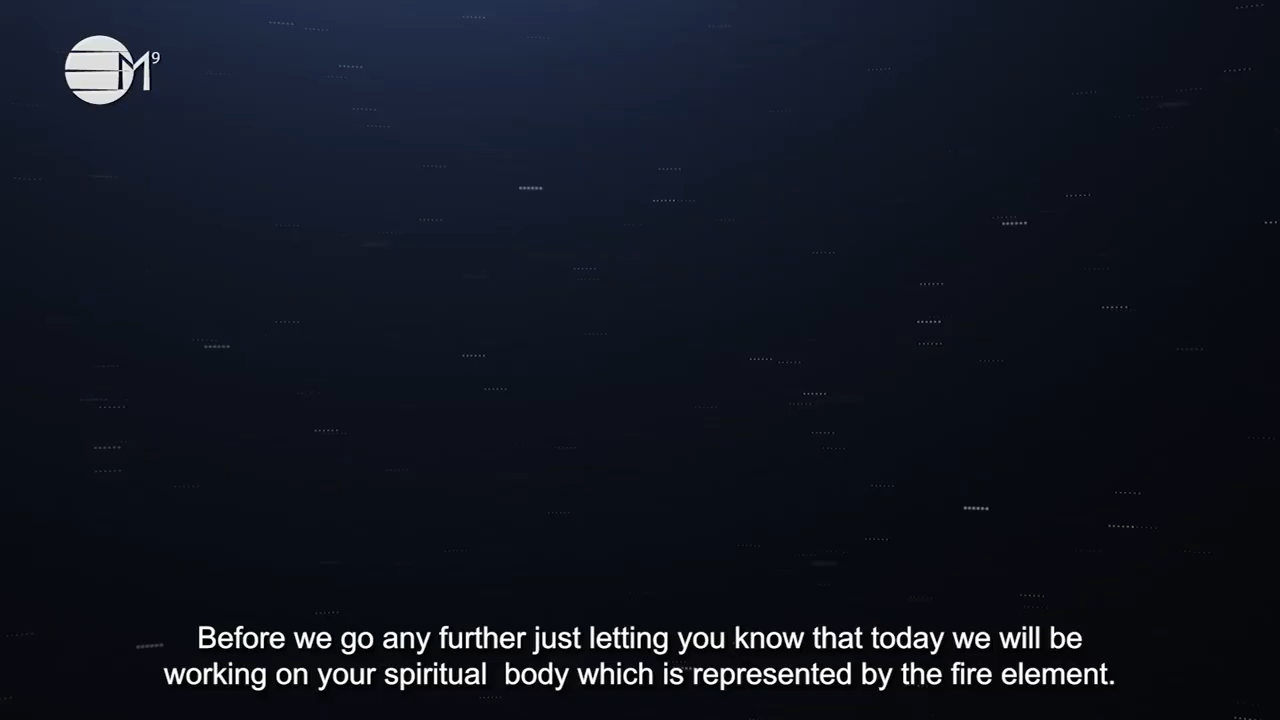 M9
Before we go any further just letting you know that today we will be
working on your spiritual  body which is represented by the fire element.